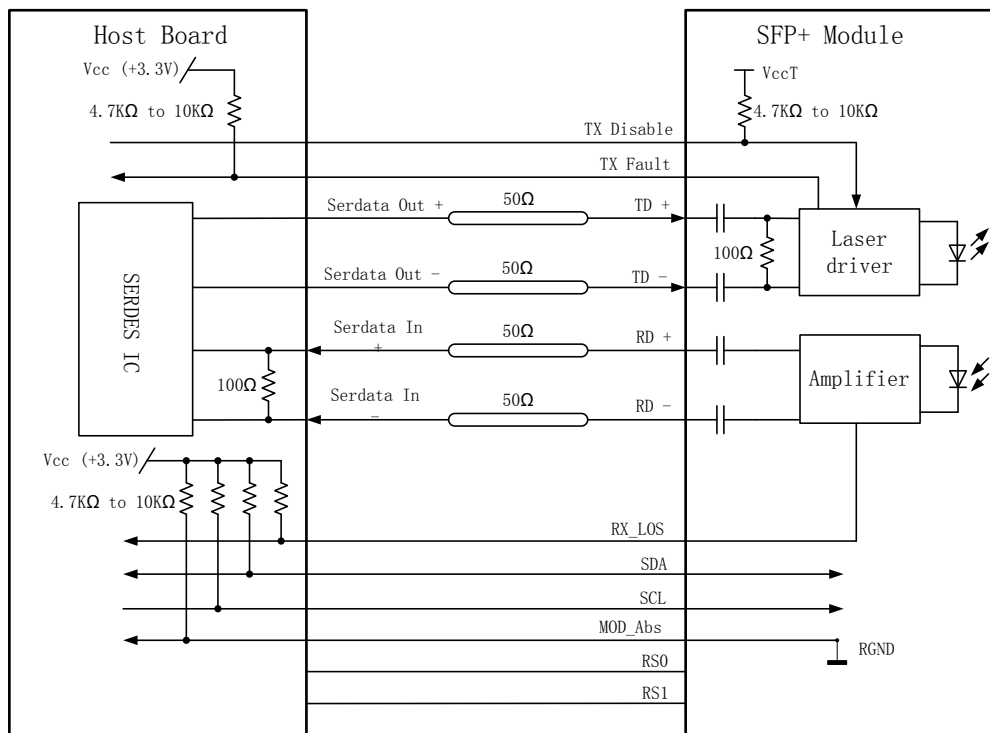 Host Board
SFP+ Module
Vcc (+3.3V)
VccT
4.7KΩ to 10KΩ
4.7KΩ to 10KΩ
TX Disable
TX Fault
Serdata Out +
50Ω
TD +
100Ω
Laser
driver
Serdata Out -
50Ω
TD -
SERDES IC
Serdata In
+
50Ω
RD +
100Ω
Amplifier
Serdata In
-
50Ω
RD -
Vcc (+3.3V)
4.7KΩ to 10KΩ
RX_LOS
SDA
SCL
MOD_Abs
RGND
RS0
RS1